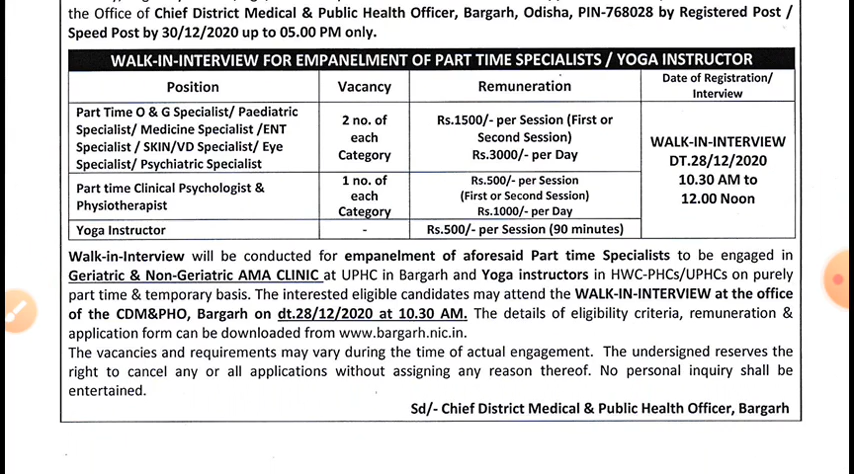 the Office of Chief District Medical & Public Health Officer, Bargarh, Odisha, PIN-768028 by Registered Post /
Speed Post by 30/12/2020 up to 05.00 PM only.
WALK-IN-INTERVIEW FOR EMPANELMENT OF PART TIME SPECIALISTS / YOGA INSTRUCTOR
Position
Vacancy
Remuneration
Date of Registration/
Interview
Part Time O & G Specialist/ Paediatric
Specialist/ Medicine Specialist /ENT
Specialist / SKIN/VD Specialist/ Eye
Specialist/ Psychiatric Specialist
2 no. of
each
Category
Rs.1500/- per Session (First or
Second Session)
Rs.3000/- per Day
WALK-IN-INTERVIEW
DT.28/12/2020
10.30 AM to
12.00 Noon
Part time Clinical Psychologist &
Physiotherapist
1 no. of
each
Category
Rs.500/- per Session
(First or Second Session)
Rs.1000/- per Day
Yoga Instructor
-
Rs.500/- per Session (90 minutes)
Walk-in-Interview will be conducted for empanelment of aforesaid Part time Specialists to be engaged in
Geriatric & Non-Geriatric AMA CLINIC at UPHC in Bargarh and Yoga instructors in HWC-PHCs/UPHCs on purely
part time & temporary basis. The interested eligible candidates may attend the WALK-IN-INTERVIEW at the office
of the CDM&PHO, Bargarh on dt.28/12/2020 at 10.30 AM. The details of eligibility criteria, remuneration &
application form can be downloaded from www.bargarh.nic.in.
The vacancies and requirements may vary during the time of actual engagement. The undersigned reserves the
right to cancel any or all applications without assigning any reason thereof. No personal inquiry shall be
entertained.
Sd/- Chief District Medical & Public Health Officer, Bargarh